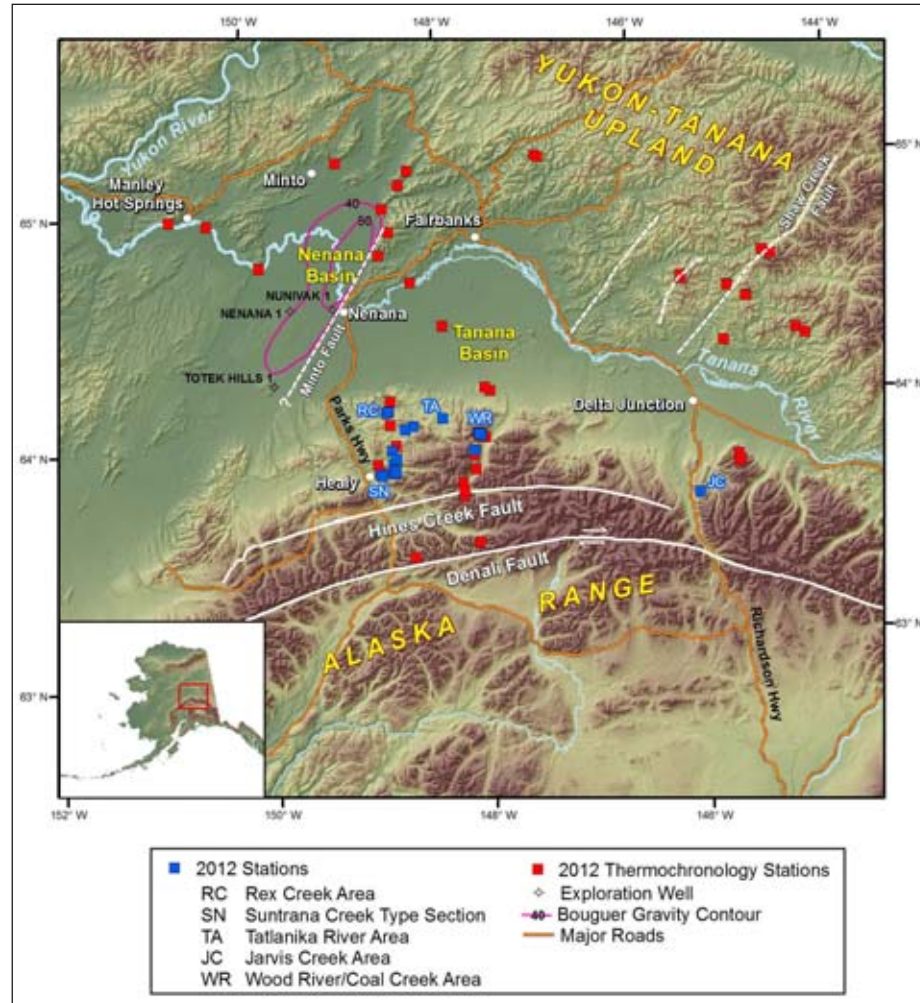 150° W
148° W
146° W
144° W
YUKON-TANANA
UPLAND
Yukon River
65° N
Minto
Manley
Hot Springs
Shaw Creek
Fault
40
50
65° N
Fairbanks
Nenana
Basin
NUNIVAK 1
NENANA 1
Nenana
Tanana
Basin
Minto Fault
Tanana
River
TOTEK HILLS 1
?
64° N
Parks Hwy
RC
TA
WR
Delta Junction
64° N
Healy
SN
JC
Hines Creek Fault
Denali Fault
ALASKA RANGE
Richardson Hwy
63° N
63° N
152° W
150° W
148° W
146° W
2012 Stations
RC Rex Creek Area
SN Suntrana Creek Type Section
TA Tatlanika River Area
JC Jarvis Creek Area
WR Wood River/Coal Creek Area
2012 Thermochronology Stations
Exploration Well
40 Bouguer Gravity Contour
Major Roads